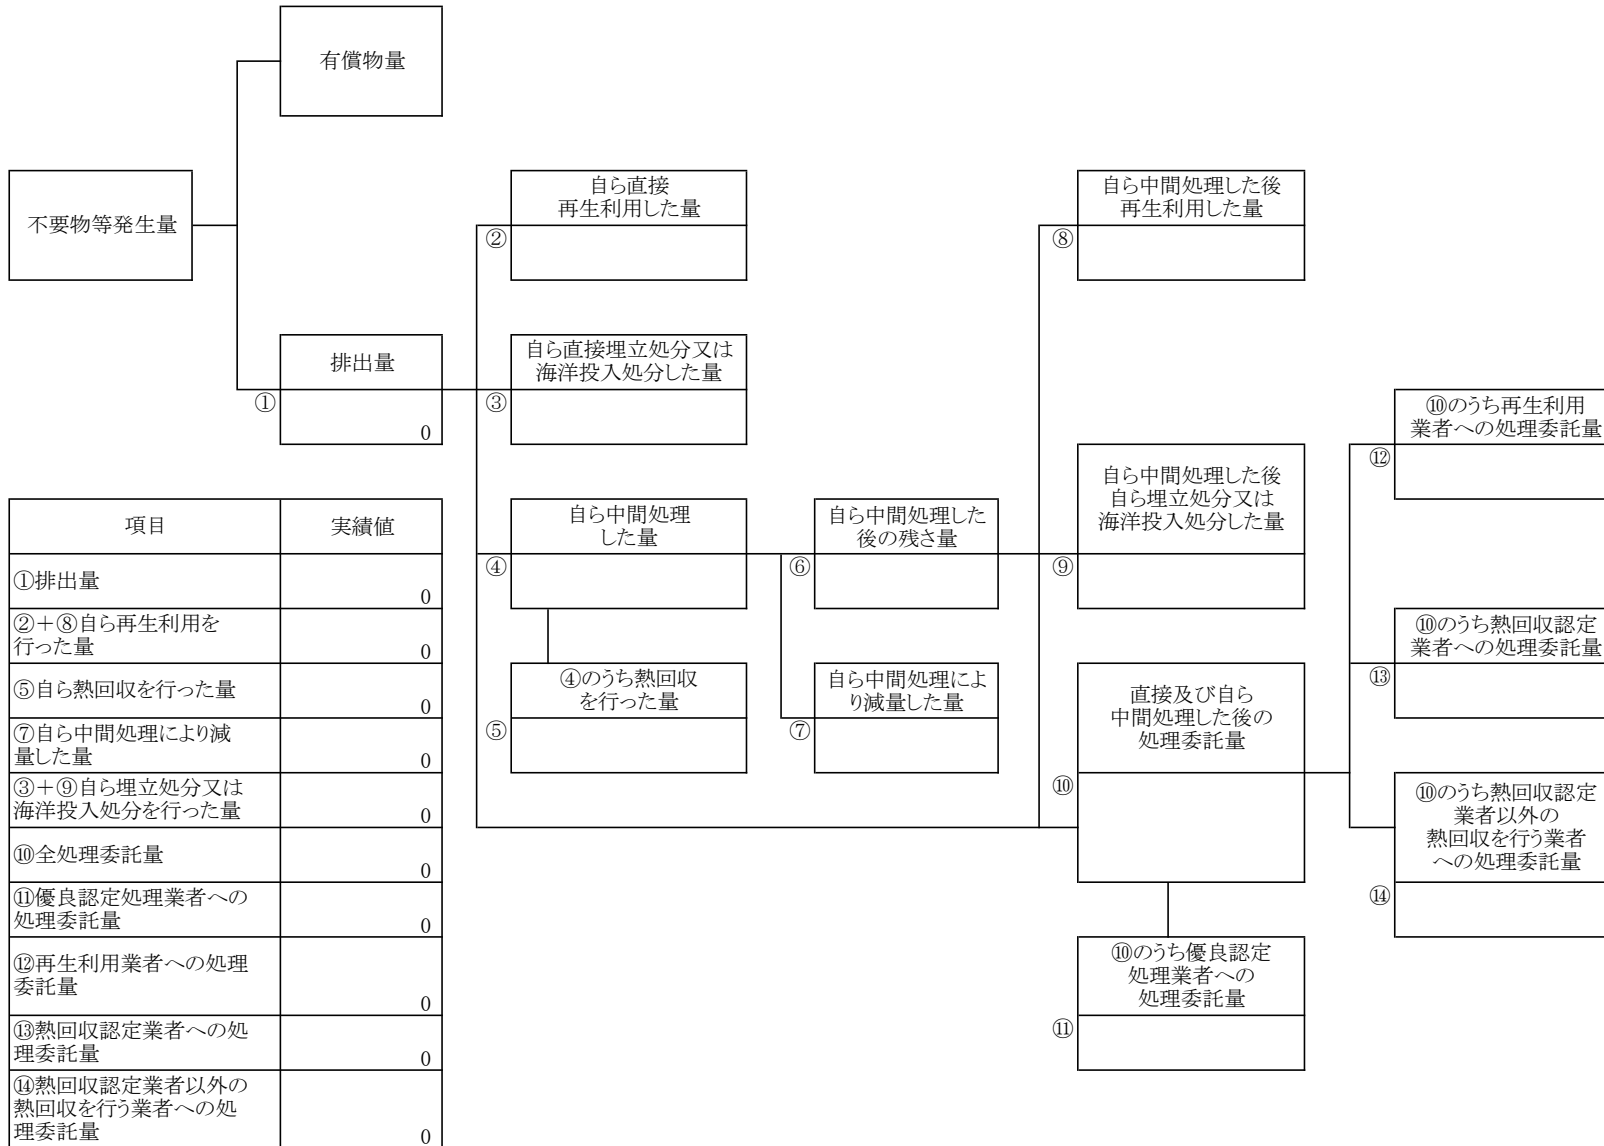 有償物量
不要物等発生量
自ら直接
再生利用した量
②
自ら中間処理した後
再生利用した量
⑧
排出量
①
0
自ら直接埋立処分又は
海洋投入処分した量
③
⑩のうち再生利用
業者への処理委託量
⑫
自ら中間処理した後
自ら埋立処分又は
海洋投入処分した量
⑨
自ら中間処理
した量
④
自ら中間処理した
後の残さ量
⑥
⑩のうち熱回収認定
業者への処理委託量
⑬
④のうち熱回収
を行った量
⑤
自ら中間処理によ
り減量した量
⑦
直接及び自ら
中間処理した後の
処理委託量
⑩
⑩のうち熱回収認定
業者以外の
熱回収を行う業者
への処理委託量
⑭
⑩のうち優良認定
処理業者への
処理委託量
⑪
項目 実績値
①排出量
0
②+⑧自ら再生利用を
行った量
0
⑤自ら熱回収を行った量
0
⑦自ら中間処理により減
量した量
0
③+⑨自ら埋立処分又は
海洋投入処分を行った量
0
⑩全処理委託量
0
⑪優良認定処理業者への
処理委託量
0
⑫再生利用業者への処理
委託量
0
⑬熱回収認定業者への処
理委託量
0
⑭熱回収認定業者以外の
熱回収を行う業者への処
理委託量
0